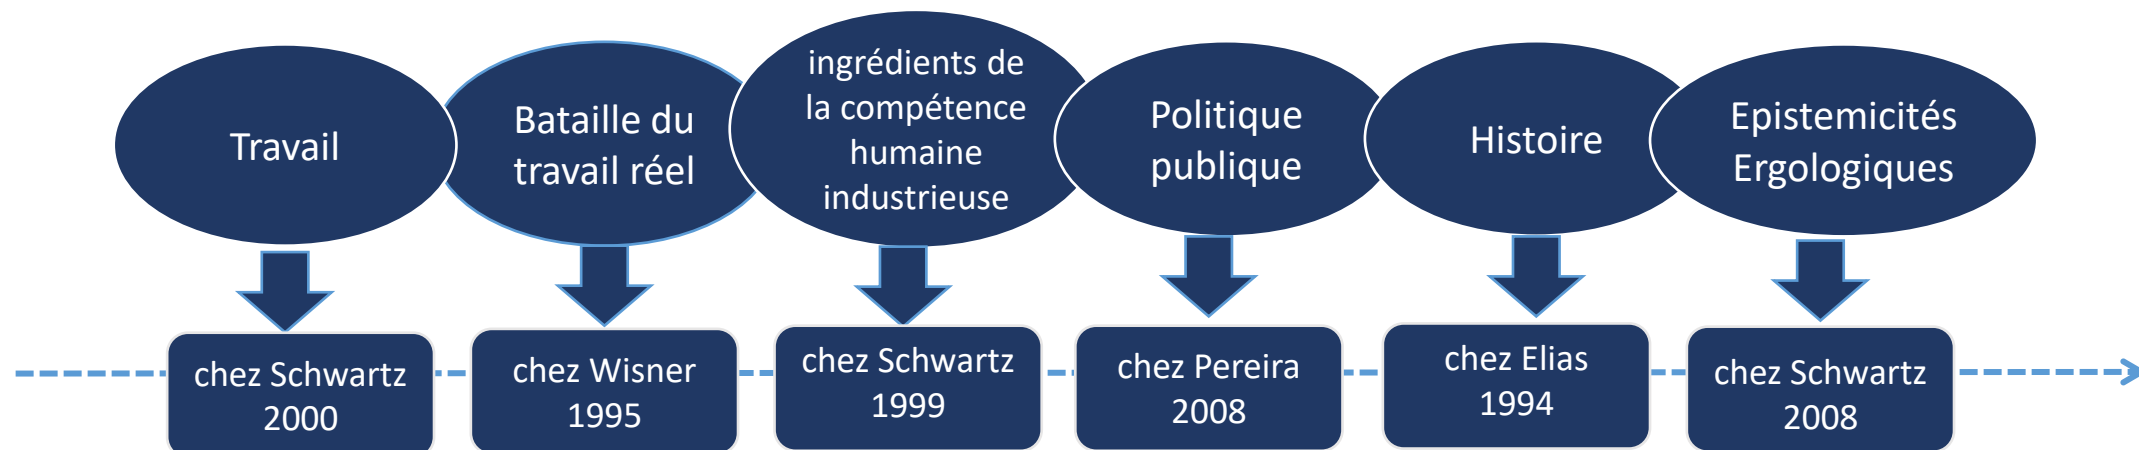 Travail
Bataille du
travail réel
ingrédients de
la compétence
humaine
industrieuse
Politique
publique
Histoire
Epistemicités
Ergologiques
chez Schwartz
2000
chez Wisner
1995
chez Schwartz
1999
chez Pereira
2008
chez Elias
1994
chez Schwartz
2008